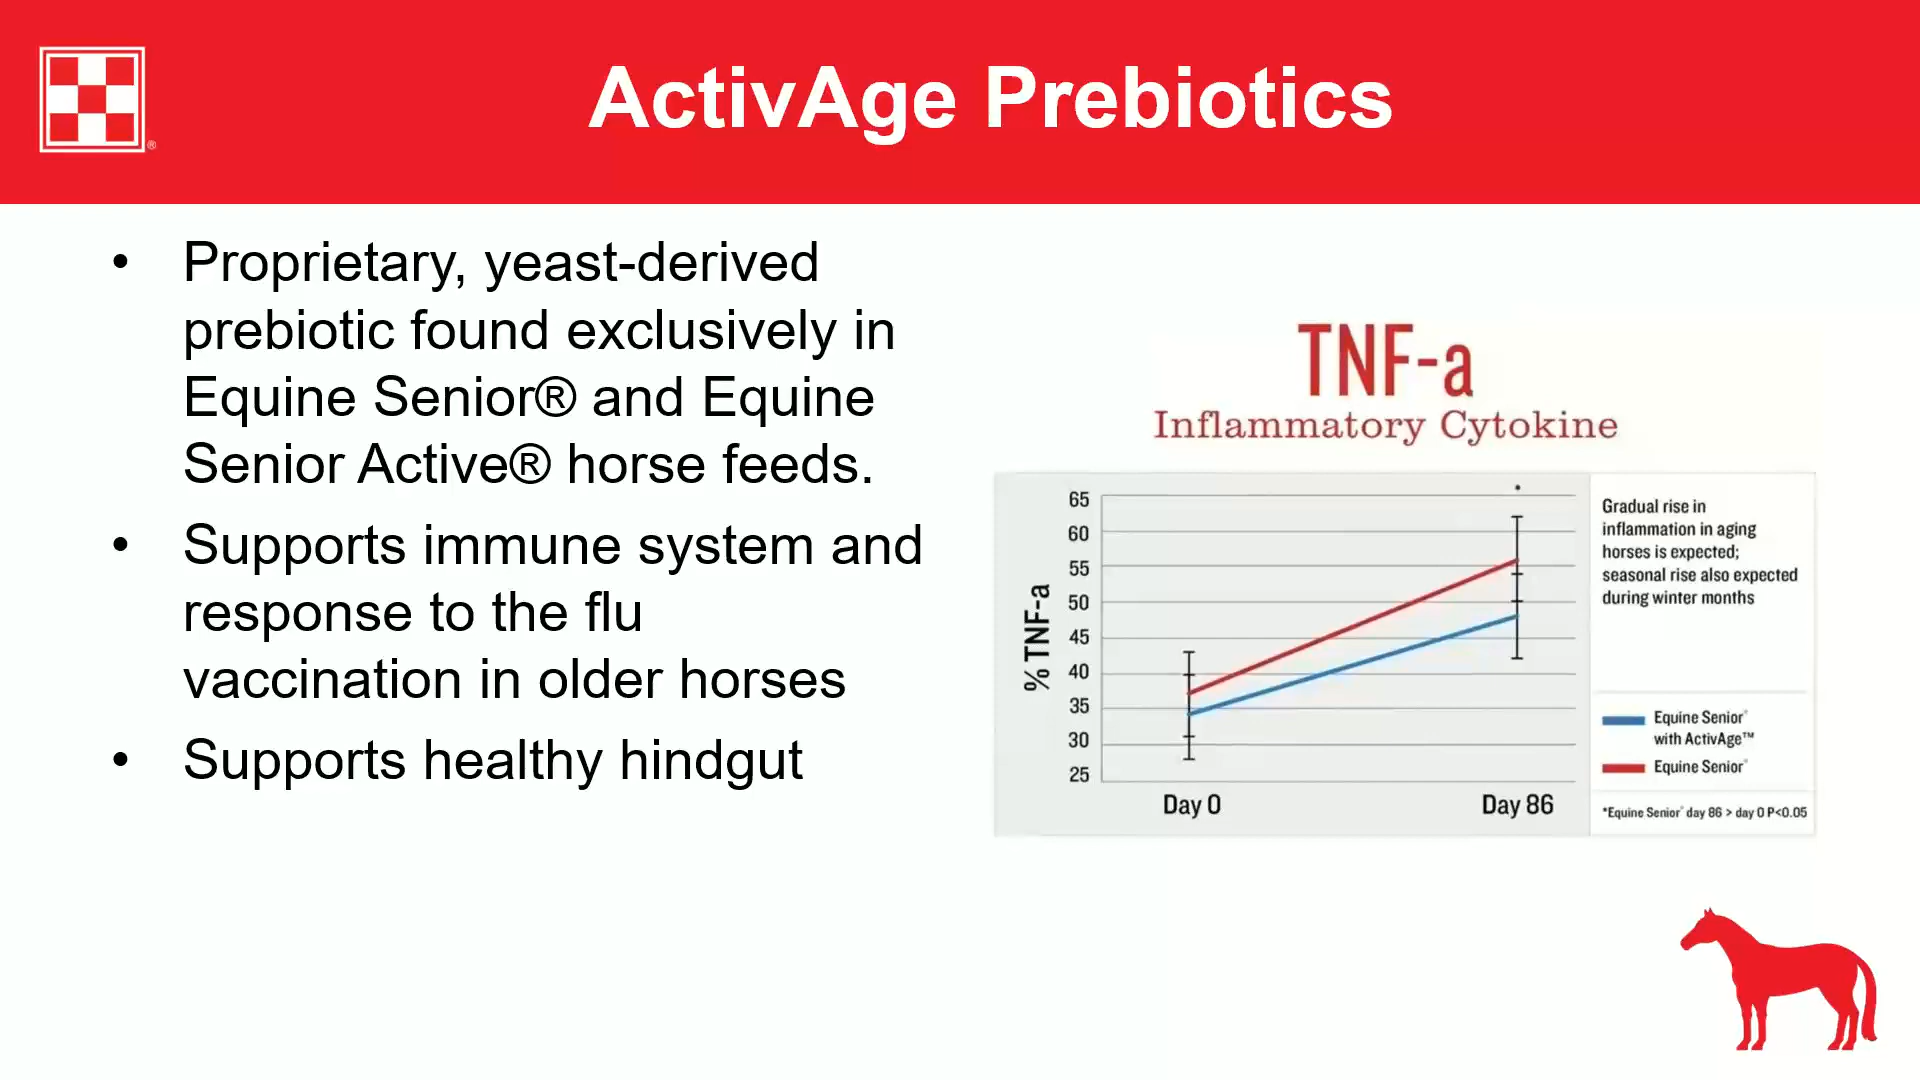 ActivAge Prebiotics
®
• Proprietary, yeast-derived
prebiotic found exclusively in
Equine Senior® and Equine
Senior Active® horse feeds.
• Supports immune system and
response to the flu
vaccination in older horses
• Supports healthy hindgut
TNF-a
Inflammatory Cytokine
% TNF-a
65
60
55
50
45
40
35
30
25
Day 0 Day 86
Gradual rise in
inflammation in aging
horses is expected;
seasonal rise also expected
during winter months
Equine Senior®
with ActivAge™
Equine Senior®
*Equine Senior® day 86 > day 0 P<0.05